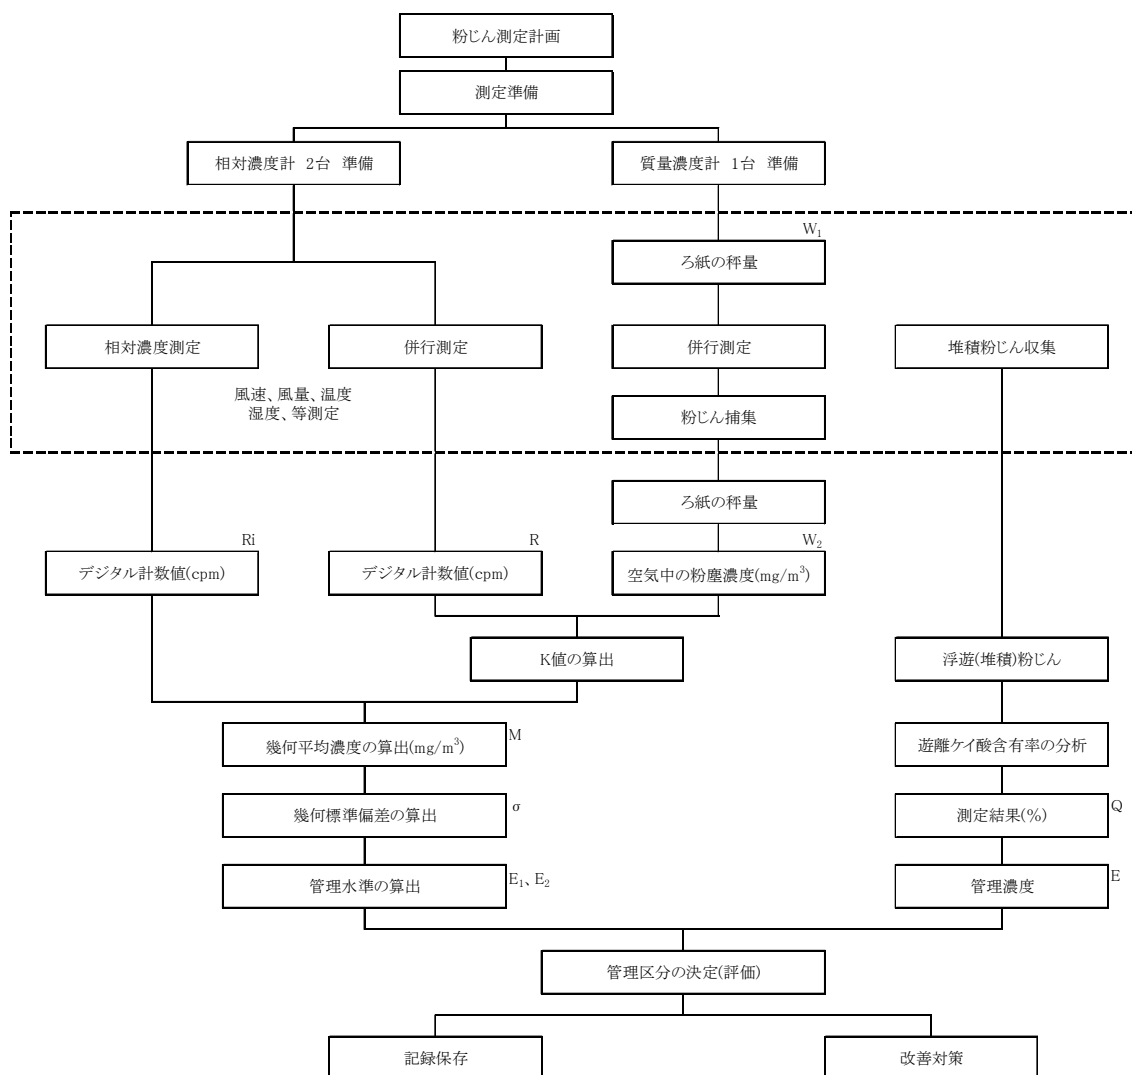 粉じん測定計画
測定準備
相対濃度計 2台 準備
質量濃度計 1台 準備
W₁
ろ紙の秤量
相対濃度測定
併行測定
併行測定
堆積粉じん収集
風速、風量、温度
湿度、等測定
粉じん捕集
ろ紙の秤量
Ri
R
W₂
デジタル計数値(cpm)
デジタル計数値(cpm)
空気中の粉塵濃度(mg/m³)
K値の算出
浮遊(堆積)粉じん
幾何平均濃度の算出(mg/m³)
M
遊離ケイ酸含有率の分析
幾何標準偏差の算出
σ
測定結果(%)
Q
管理水準の算出
E₁、E₂
管理濃度
E
管理区分の決定(評価)
記録保存
改善対策